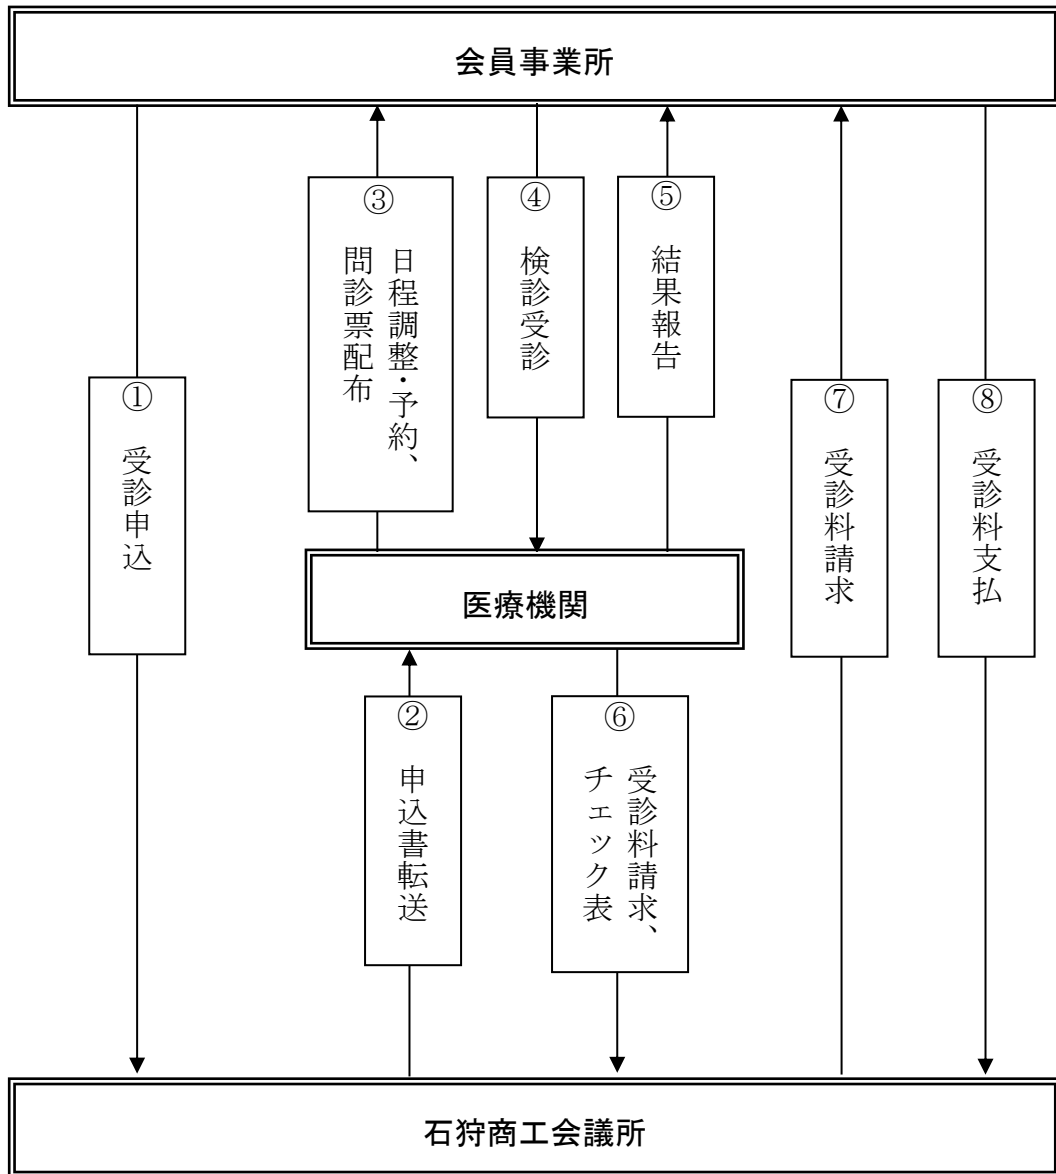 会員事業所
①
受診申込
③
日程調整・予約、
問診票配布
④
検診受診
⑤
結果報告
⑦
受診料請求
⑧
受診料支払
医療機関
②
申込書転送
⑥
受診料請求、
チェック表
石狩商工会議所